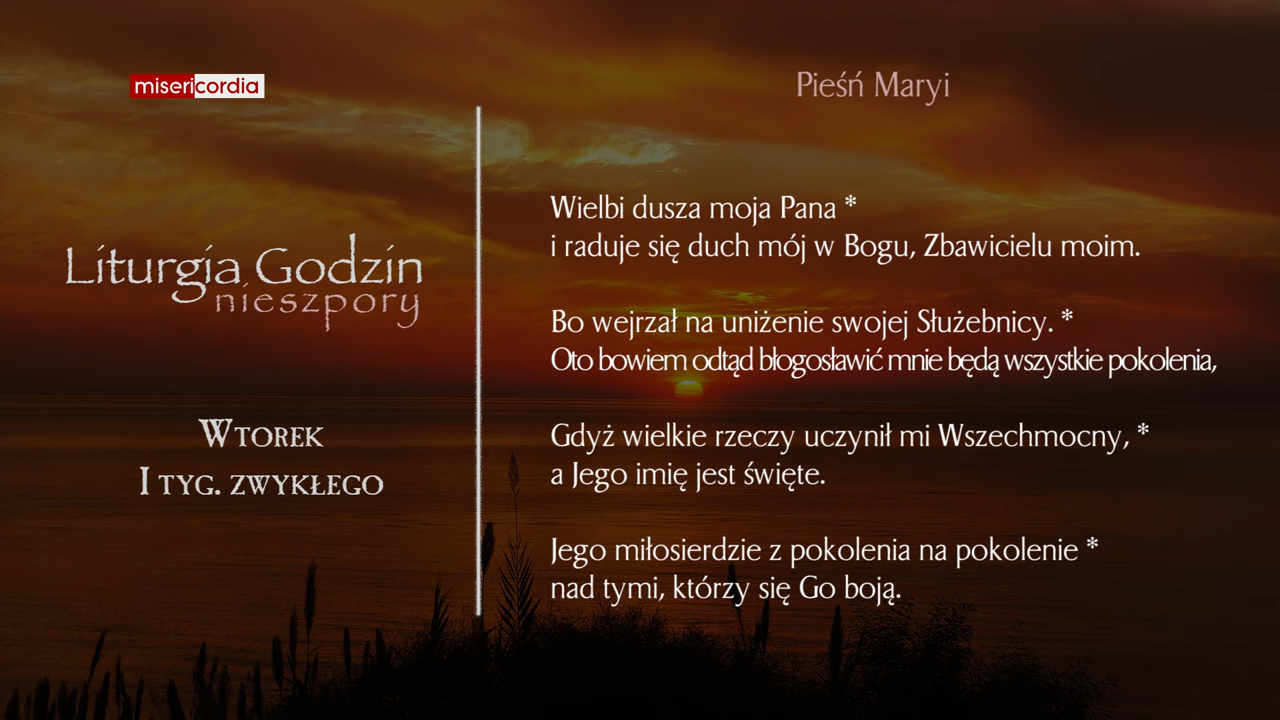 misericordia
Pieśń Maryi
Liturgia Godzin
nieszpory
Wtorek
I tyg. zwykłego
Wielbi dusza moja Pana *
i raduje się duch mój w Bogu, Zbawicielu moim.
Bo wejrzał na uniżenie swojej Służebnicy. *
Oto bowiem odtąd błogosławić mnie będą wszystkie pokolenia,
Gdyż wielkie rzeczy uczynił mi Wszechmocny, *
a Jego imię jest święte.
Jego miłosierdzie z pokolenia na pokolenie *
nad tymi, którzy się Go boją.